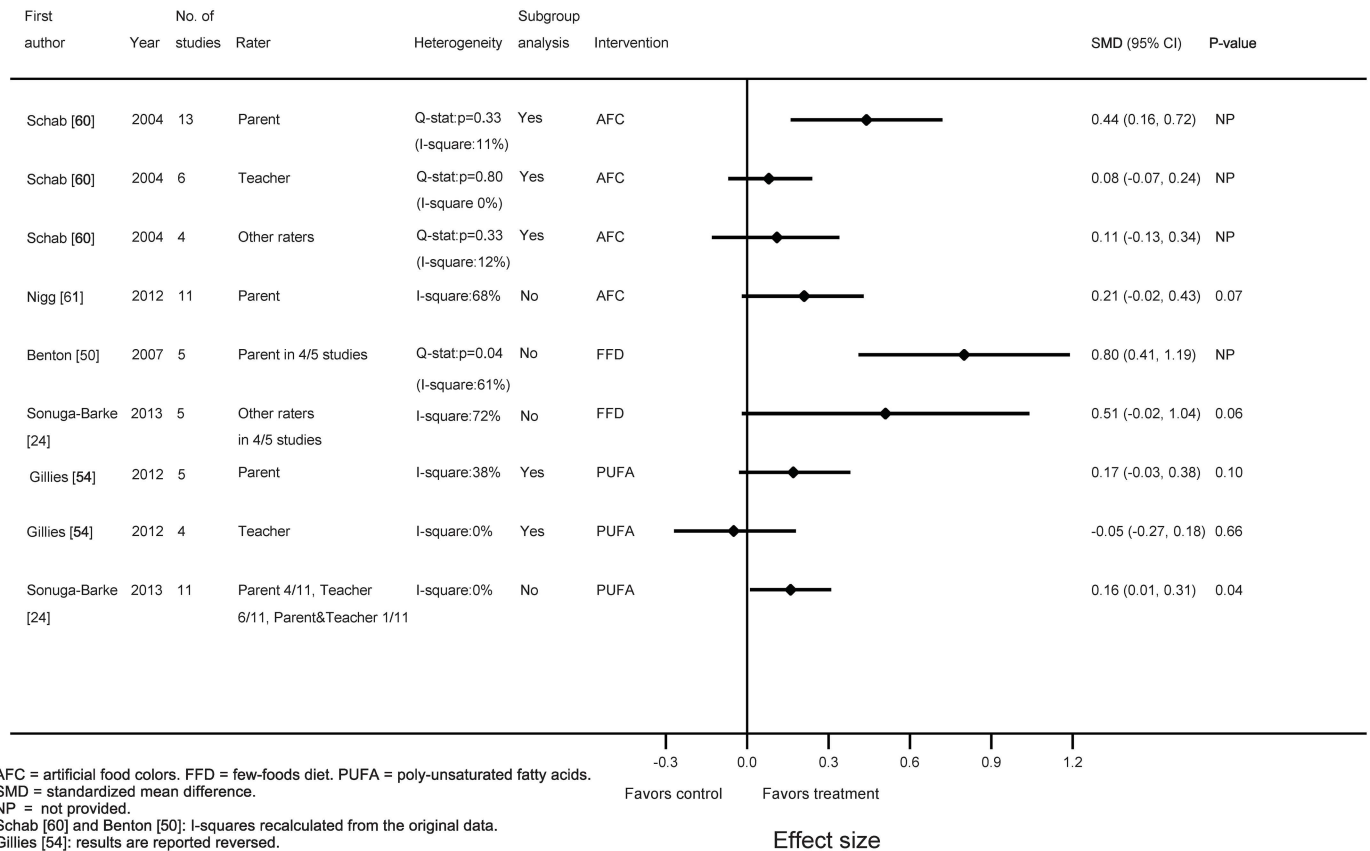 First No. of Subgroup
author Year studies Rater Heterogeneity analysis Intervention SMD (95% CI) P-value
Schab [60] 2004 13 Parent Q-stat:p=0.33 Yes AFC 0.44 (0.16, 0.72) NP
(I-square:11%)
Schab [60] 2004 6 Teacher Q-stat:p=0.80 Yes AFC 0.08 (-0.07, 0.24) NP
(I-square 0%)
Schab [60] 2004 4 Other raters Q-stat:p=0.33 Yes AFC 0.11 (-0.13, 0.34) NP
(I-square:12%)
Nigg [61] 2012 11 Parent I-square:68% No AFC 0.21 (-0.02, 0.43) 0.07
Benton [50] 2007 5 Parent in 4/5 studies Q-stat:p=0.04 No FFD 0.80 (0.41, 1.19) NP
(I-square:61%)
Sonuga-Barke 2013 5 Other raters I-square:72% No FFD 0.51 (-0.02, 1.04) 0.06
[24] in 4/5 studies
Gillies [54] 2012 5 Parent I-square:38% Yes PUFA 0.17 (-0.03, 0.38) 0.10
Gillies [54] 2012 4 Teacher I-square:0% Yes PUFA -0.05 (-0.27, 0.18) 0.66
Sonuga-Barke 2013 11 Parent 4/11, Teacher I-square:0% No PUFA 0.16 (0.01, 0.31) 0.04
[24] 6/11, Parent&Teacher 1/11
-0.3 0.0 0.3 0.6 0.9 1.2
Favors control Favors treatment
Effect size
AFC = artificial food colors. FFD = few-foods diet. PUFA = poly-unsaturated fatty acids.
SMD = standardized mean difference.
NP = not provided.
Schab [60] and Benton [50]: I-squares recalculated from the original data.
Gillies [54]: results are reported reversed.